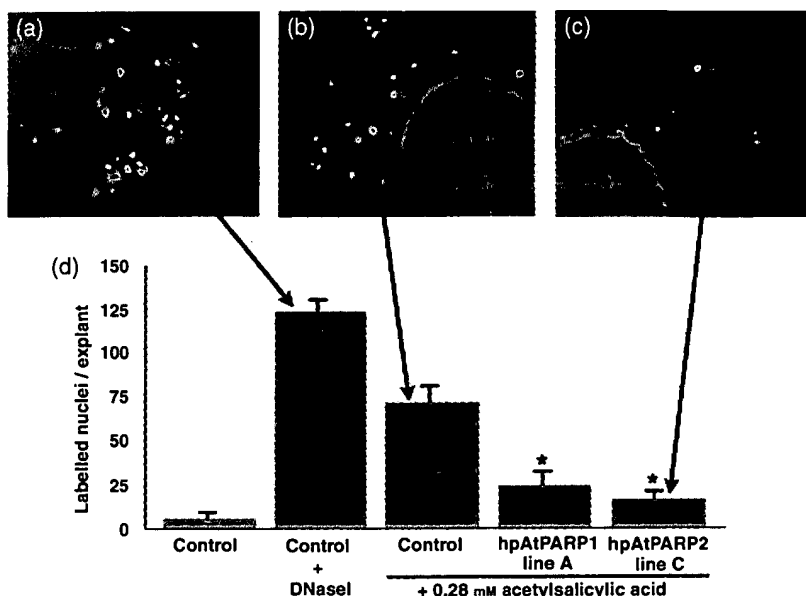 (a)
(b)
(c)
(d)
Labelled nuclei / explant
150
125
100
75
50
25
0
*
*
Control
Control
+
DNaseI
Control
hpAtPARP1
line A
hpAtPARP2
line C
+ 0.28 mM acetylsalicylic acid